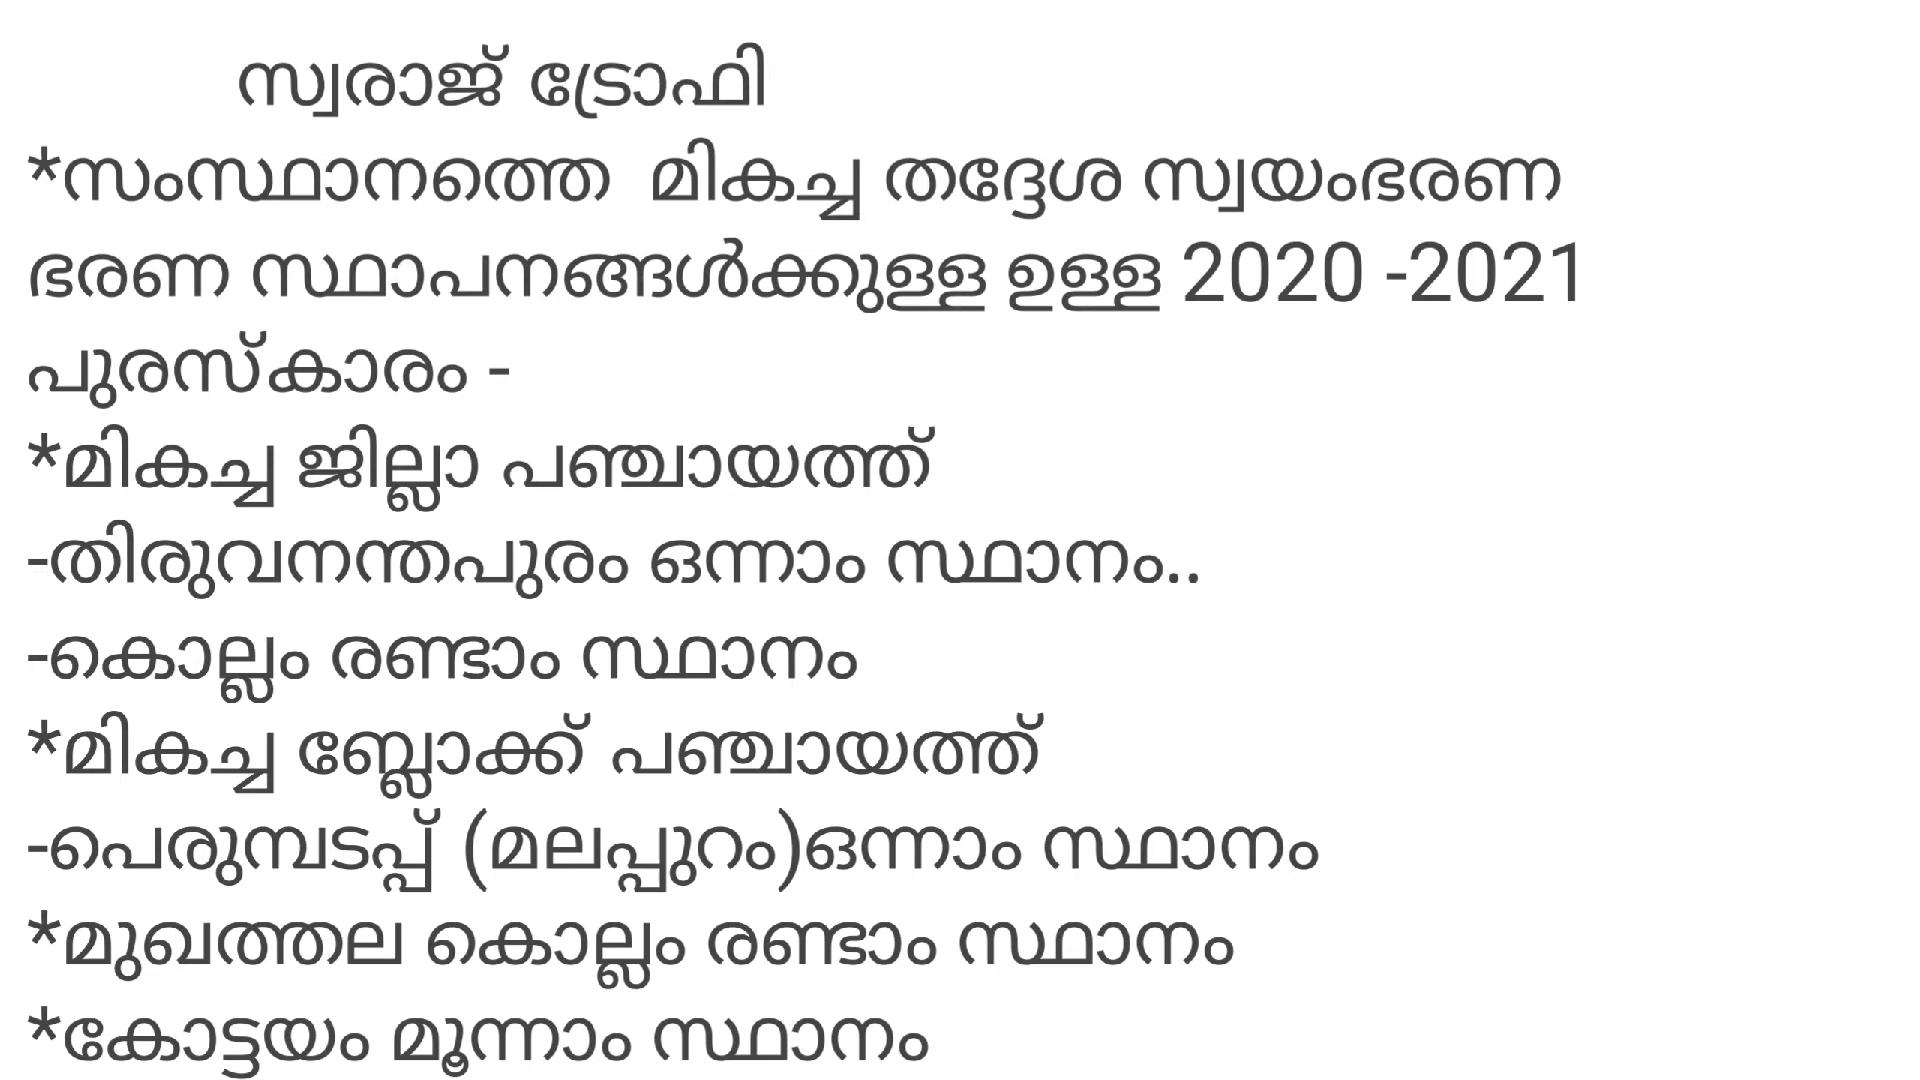 സ്വരാജ് ട്രോഫി
*സംസ്ഥാനത്തെ മികച്ച തദ്ദേശ സ്വയംഭരണ
ഭരണ സ്ഥാപനങ്ങൾക്കുള്ള ഉള്ള 2020 -2021
പുരസ്കാരം -
*മികച്ച ജില്ലാ പഞ്ചായത്ത്
-തിരുവനന്തപുരം ഒന്നാം സ്ഥാനം..
-കൊല്ലം രണ്ടാം സ്ഥാനം
*മികച്ച ബ്ലോക്ക് പഞ്ചായത്ത്
-പെരുമ്പടപ്പ് (മലപ്പുറം)ഒന്നാം സ്ഥാനം
*മുഖത്തല കൊല്ലം രണ്ടാം സ്ഥാനം
*കോട്ടയം മൂന്നാം സ്ഥാനം